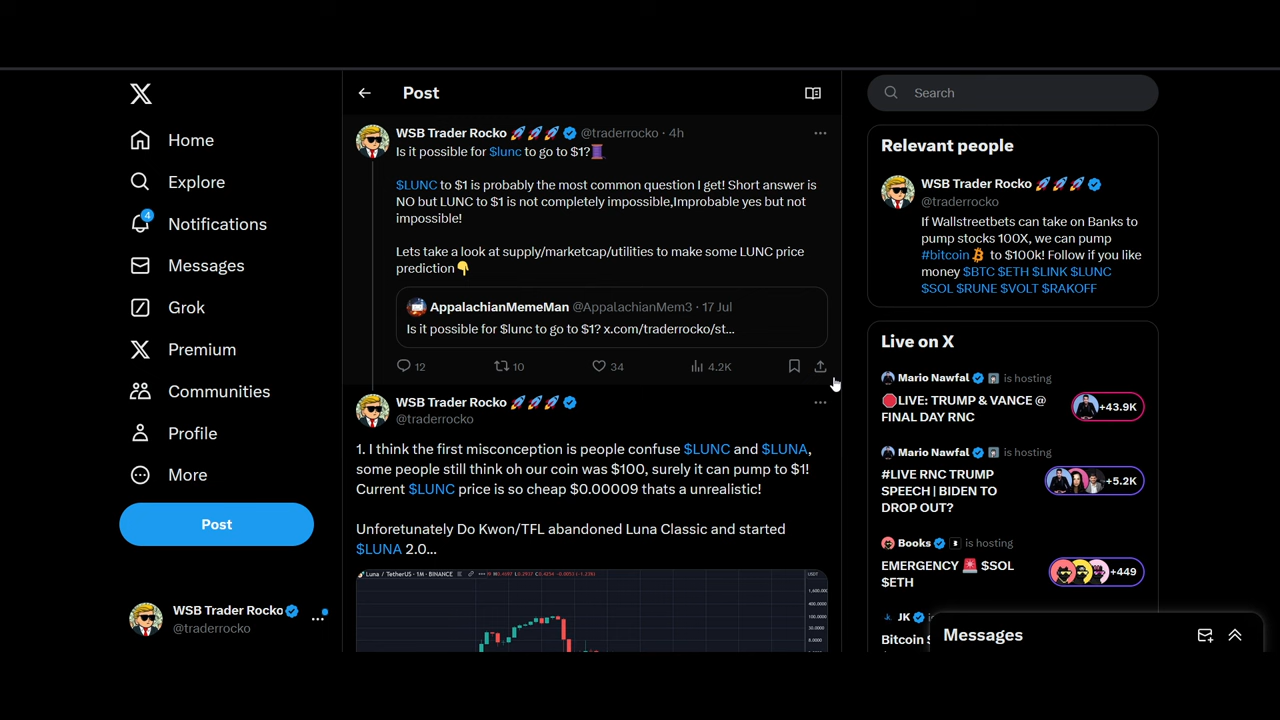 Home
Explore
4
Notifications
Messages
Grok
Premium
Communities
Profile
More
Post
WSB Trader Rocko 🚀
@traderrocko
Post
WSB Trader Rocko 🚀🚀🚀 @traderrocko · 4h
Is it possible for $lunc to go to $1?🧵
$LUNC to $1 is probably the most common question I get! Short answer is
NO but LUNC to $1 is not completely impossible,Improbable yes but not
impossible!
Lets take a look at supply/marketcap/utilities to make some LUNC price
prediction👇
AppalachianMemeMan @AppalachianMem3 · 17 Jul
Is it possible for $lunc to go to $1? x.com/traderrocko/st...
12 10 34 4.2K
WSB Trader Rocko 🚀🚀🚀
@traderrocko
1. I think the first misconception is people confuse $LUNC and $LUNA,
some people still think oh our coin was $100, surely it can pump to $1!
Current $LUNC price is so cheap $0.00009 thats a unrealistic!
Unforetunately Do Kwon/TFL abandoned Luna Classic and started
$LUNA 2.0...
Luna / TetherUS · 1M · BINANCE
Search
Relevant people
WSB Trader Rocko 🚀🚀🚀
@traderrocko
If Wallstreetbets can take on Banks to
pump stocks 100X, we can pump
#bitcoin to $100k! Follow if you like
money $BTC $ETH $LINK $LUNC
$SOL $RUNE $VOLT $RAKOFF
Live on X
Mario Nawfal is hosting
🔴LIVE: TRUMP & VANCE @
FINAL DAY RNC
+43.9K
Mario Nawfal is hosting
#LIVE RNC TRUMP
SPEECH | BIDEN TO
DROP OUT?
+5.2K
Books is hosting
EMERGENCY 🚨 $SOL
$ETH
+449
JK
Bitcoin
Messages